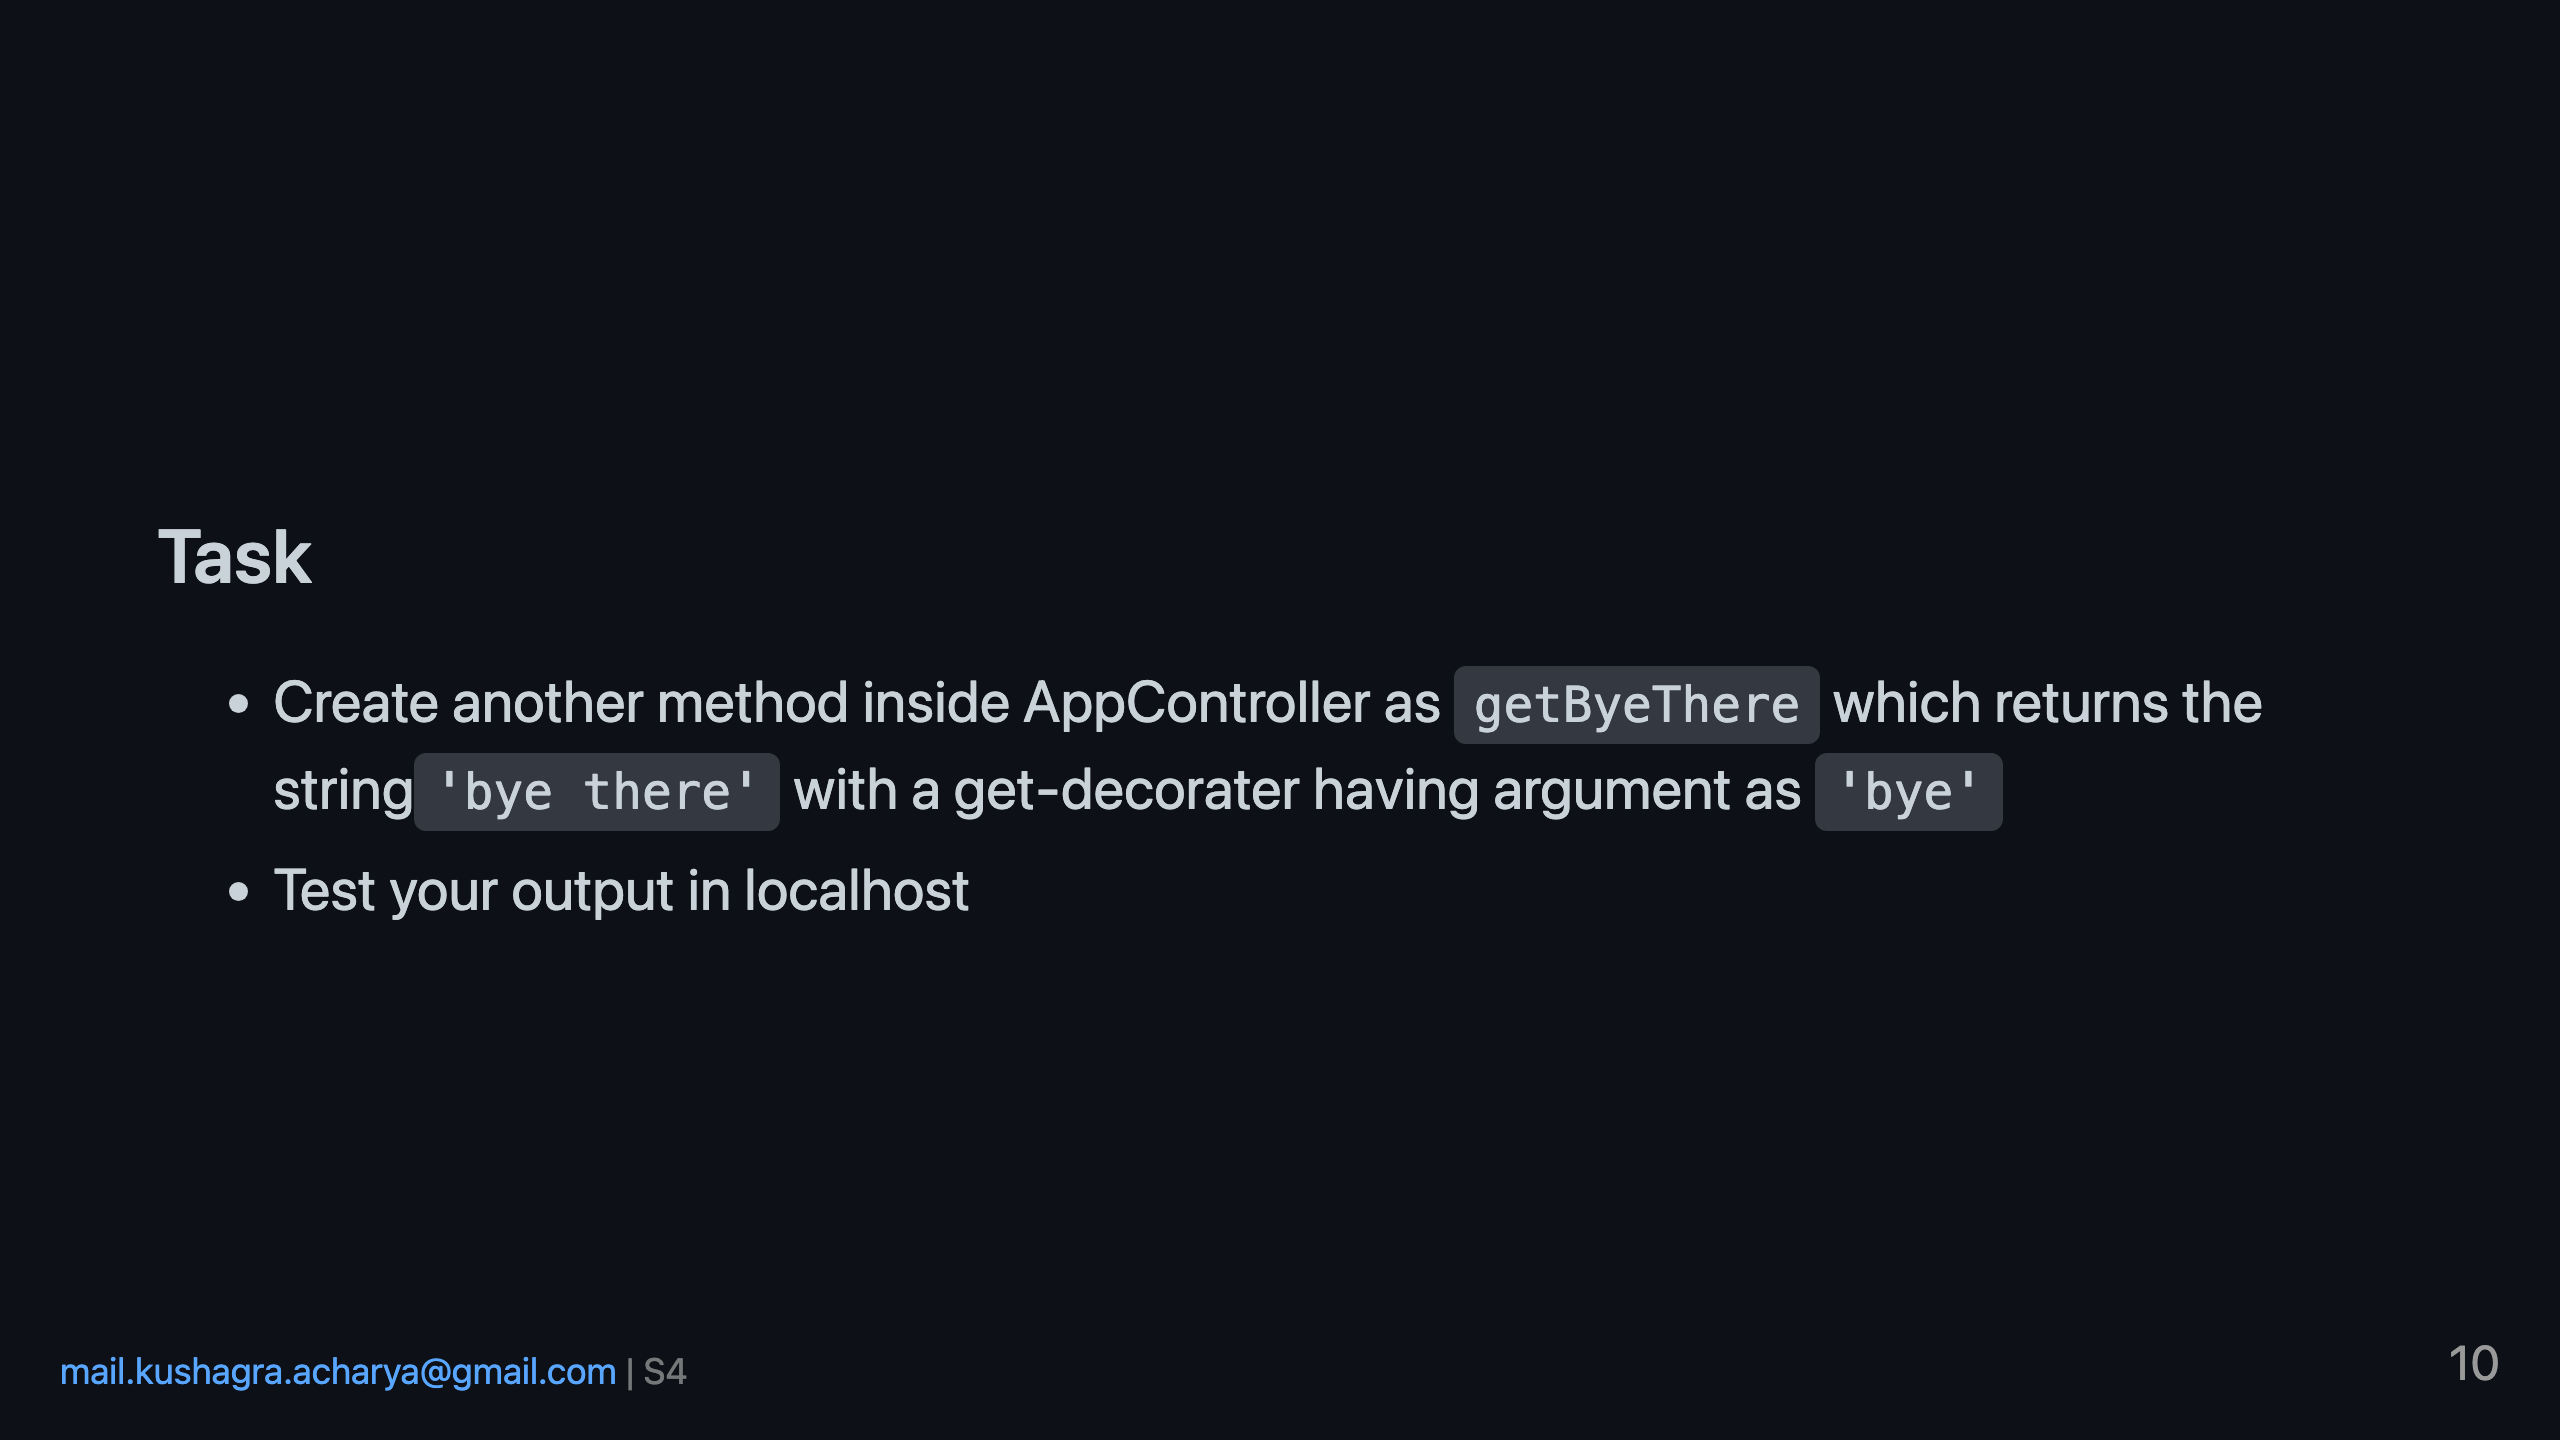 Task
• Create another method inside AppController as getByeThere which returns the
string 'bye there' with a get-decorater having argument as 'bye'
• Test your output in localhost
mail.kushagra.acharya@gmail.com | S4
10